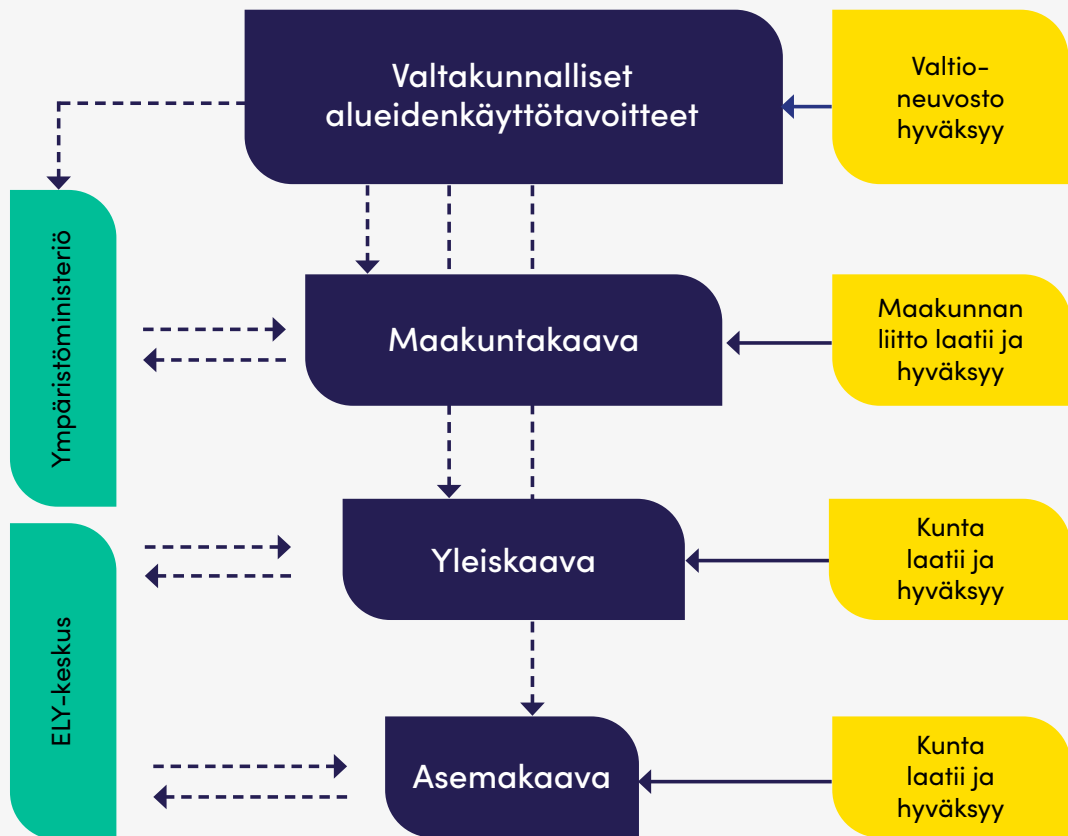 Valtakunnalliset
alueidenkäyttötavoitteet
Valtio-
neuvosto
hyväksyy
Ympäristöministeriö
Maakuntakaava
Maakunnan
liitto laatii ja
hyväksyy
ELY-keskus
Yleiskaava
Kunta
laatii ja
hyväksyy
Asemakaava
Kunta
laatii ja
hyväksyy